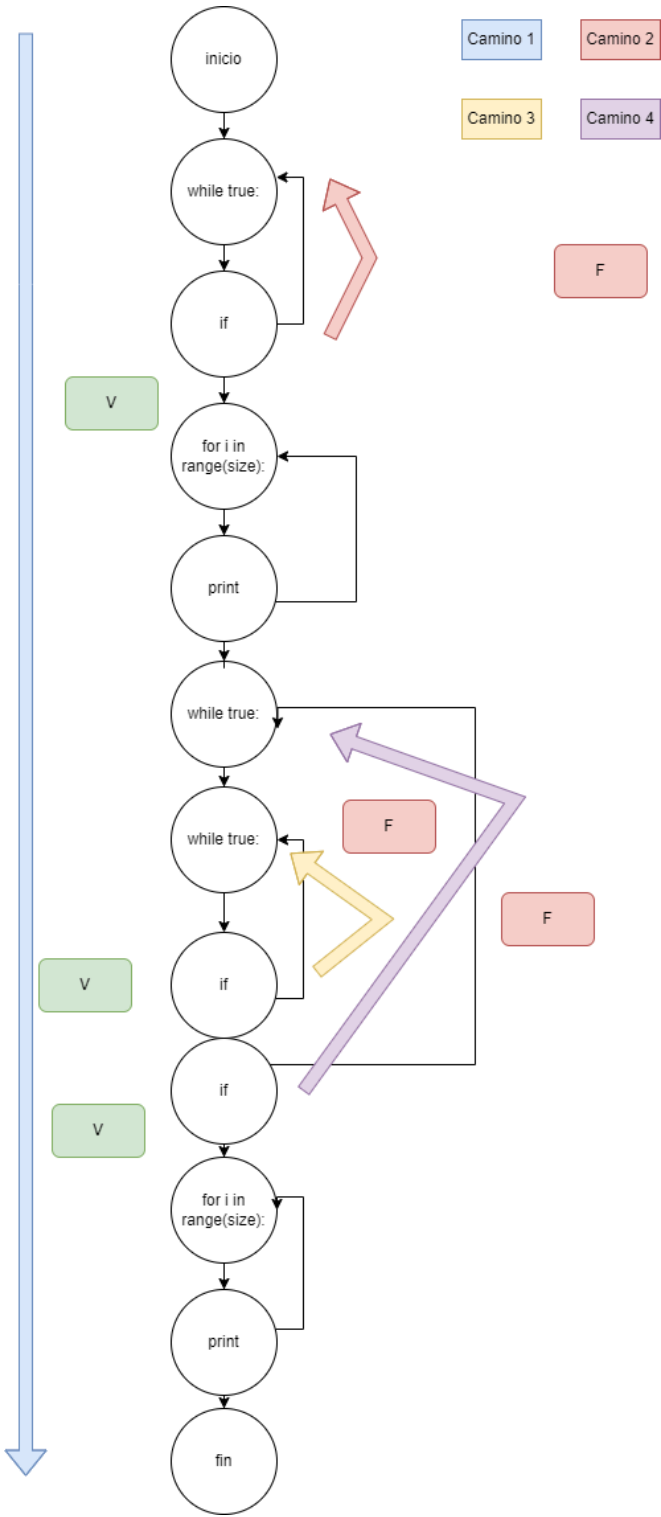 inicio
Camino 1
Camino 2
Camino 3
Camino 4
while true:
F
if
V
for i in
range(size):
print
while true:
while true:
F
F
V
if
if
V
for i in
range(size):
print
fin